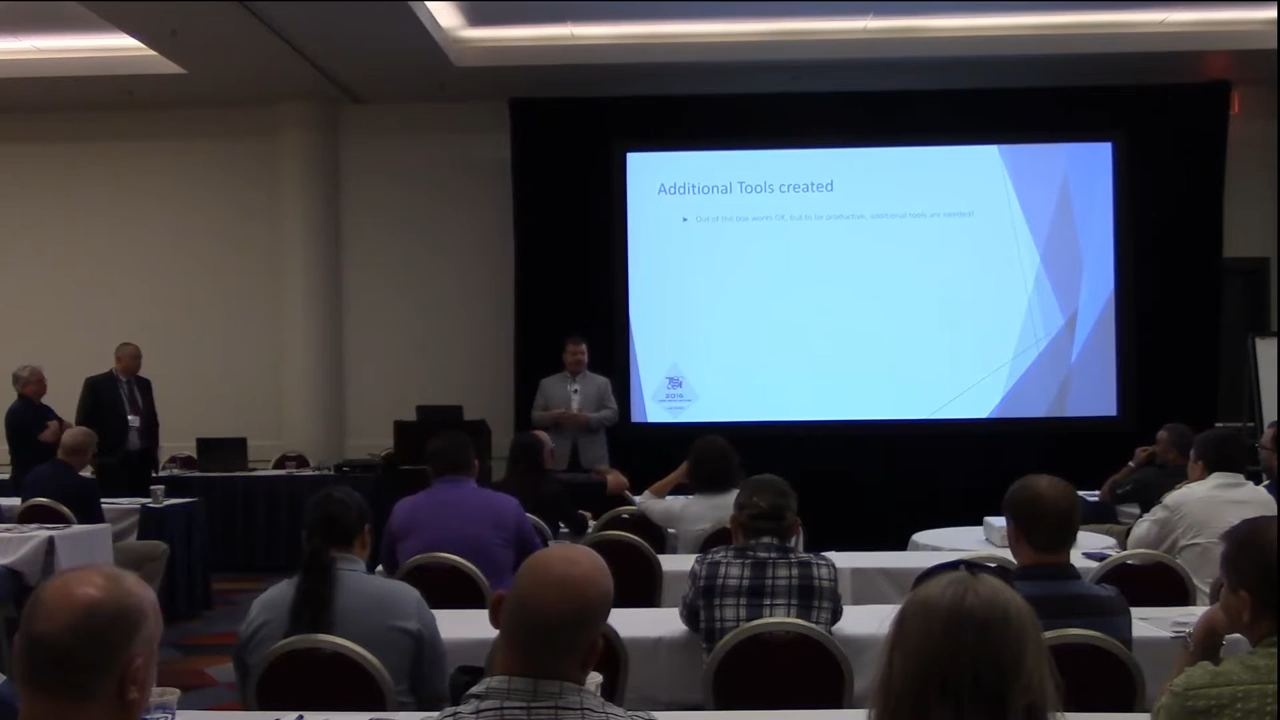 Additional Tools created
Out of the box works OK, but to be productive, additional tools are needed!
2016